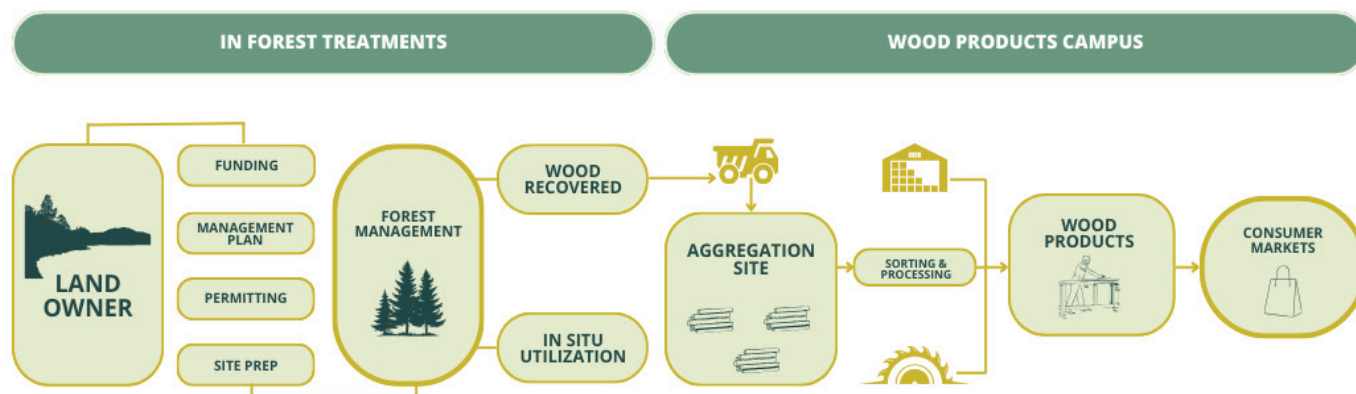 IN FOREST TREATMENTS
WOOD PRODUCTS CAMPUS
LAND
OWNER
FUNDING
MANAGEMENT
PLAN
PERMITTING
SITE PREP
FOREST
MANAGEMENT
WOOD
RECOVERED
IN SITU
UTILIZATION
AGGREGATION
SITE
SORTING &
PROCESSING
WOOD
PRODUCTS
CONSUMER
MARKETS